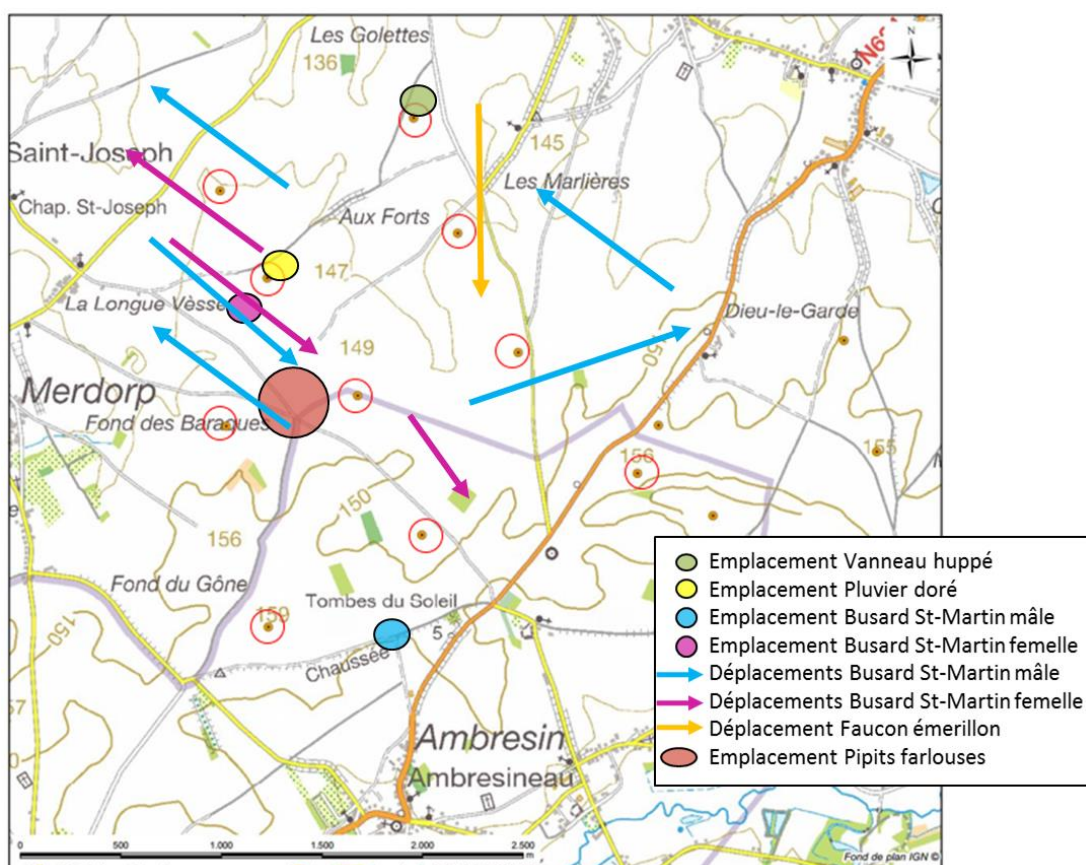 Les Golettes
136
N
Saint-Joseph
145
Les Marlières
Chap. St-Joseph
Aux Forts
147
La Longue Vèsse
Dieu-le-Garde
149
150
Merdorp
Fond des Baraques
155
156
150
156
Fond du Gône
Tombes du Soleil
159
150
5
Chaussée
Ambresin
Ambresineau
Emplacement Vanneau huppé
Emplacement Pluvier doré
Emplacement Busard St-Martin mâle
Emplacement Busard St-Martin femelle
Déplacements Busard St-Martin mâle
Déplacements Busard St-Martin femelle
Déplacement Faucon émerillon
Emplacement Pipits farlouses
0 500 1.000 1.500 2.000 2.500
m
Fond de plan IGN ©